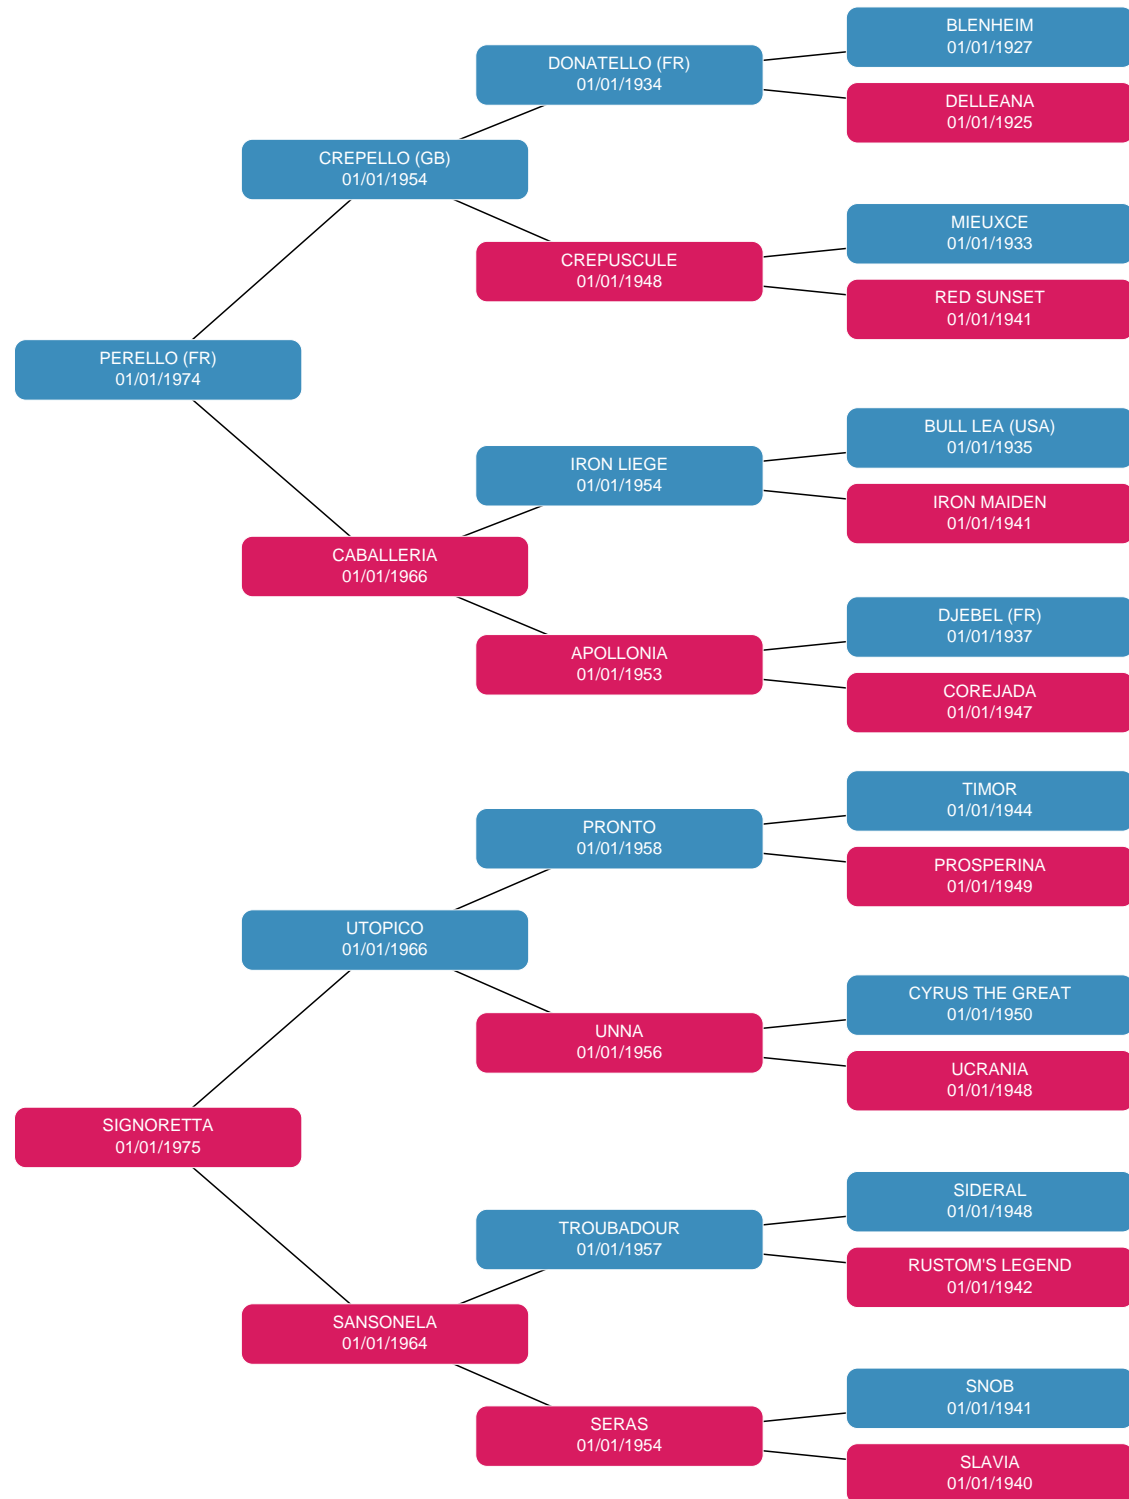 BLENHEIM
01/01/1927
DONATELLO (FR)
01/01/1934
DELLEANA
01/01/1925
CREPELLO (GB)
01/01/1954
MIEUXCE
01/01/1933
CREPUSCULE
01/01/1948
RED SUNSET
01/01/1941
PERELLO (FR)
01/01/1974
BULL LEA (USA)
01/01/1935
IRON LIEGE
01/01/1954
IRON MAIDEN
01/01/1941
CABALLERIA
01/01/1966
DJEBEL (FR)
01/01/1937
APOLLONIA
01/01/1953
COREJADA
01/01/1947
TIMOR
01/01/1944
PRONTO
01/01/1958
PROSPERINA
01/01/1949
UTOPICO
01/01/1966
CYRUS THE GREAT
01/01/1950
UNNA
01/01/1956
UCRANIA
01/01/1948
SIGNORETTA
01/01/1975
SIDERAL
01/01/1948
TROUBADOUR
01/01/1957
RUSTOM'S LEGEND
01/01/1942
SANSONELA
01/01/1964
SNOB
01/01/1941
SERAS
01/01/1954
SLAVIA
01/01/1940